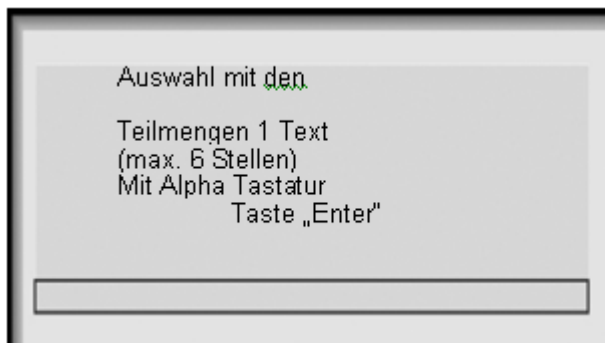 Auswahl mit den
Teilmengen 1 Text
(max. 6 Stellen)
Mit Alpha Tastatur
Taste „Enter"